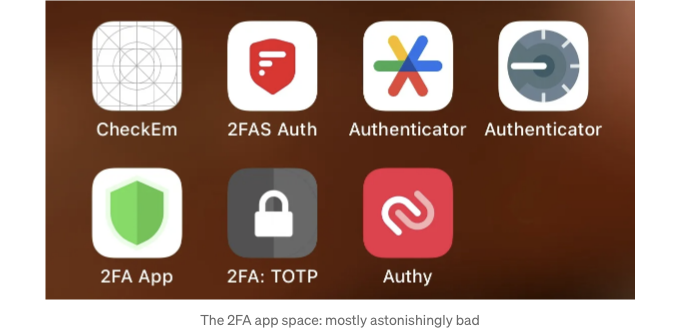 CheckEm
2FAS Auth
Authenticator
Authenticator
2FA App
2FA: TOTP
Authy
The 2FA app space: mostly astonishingly bad